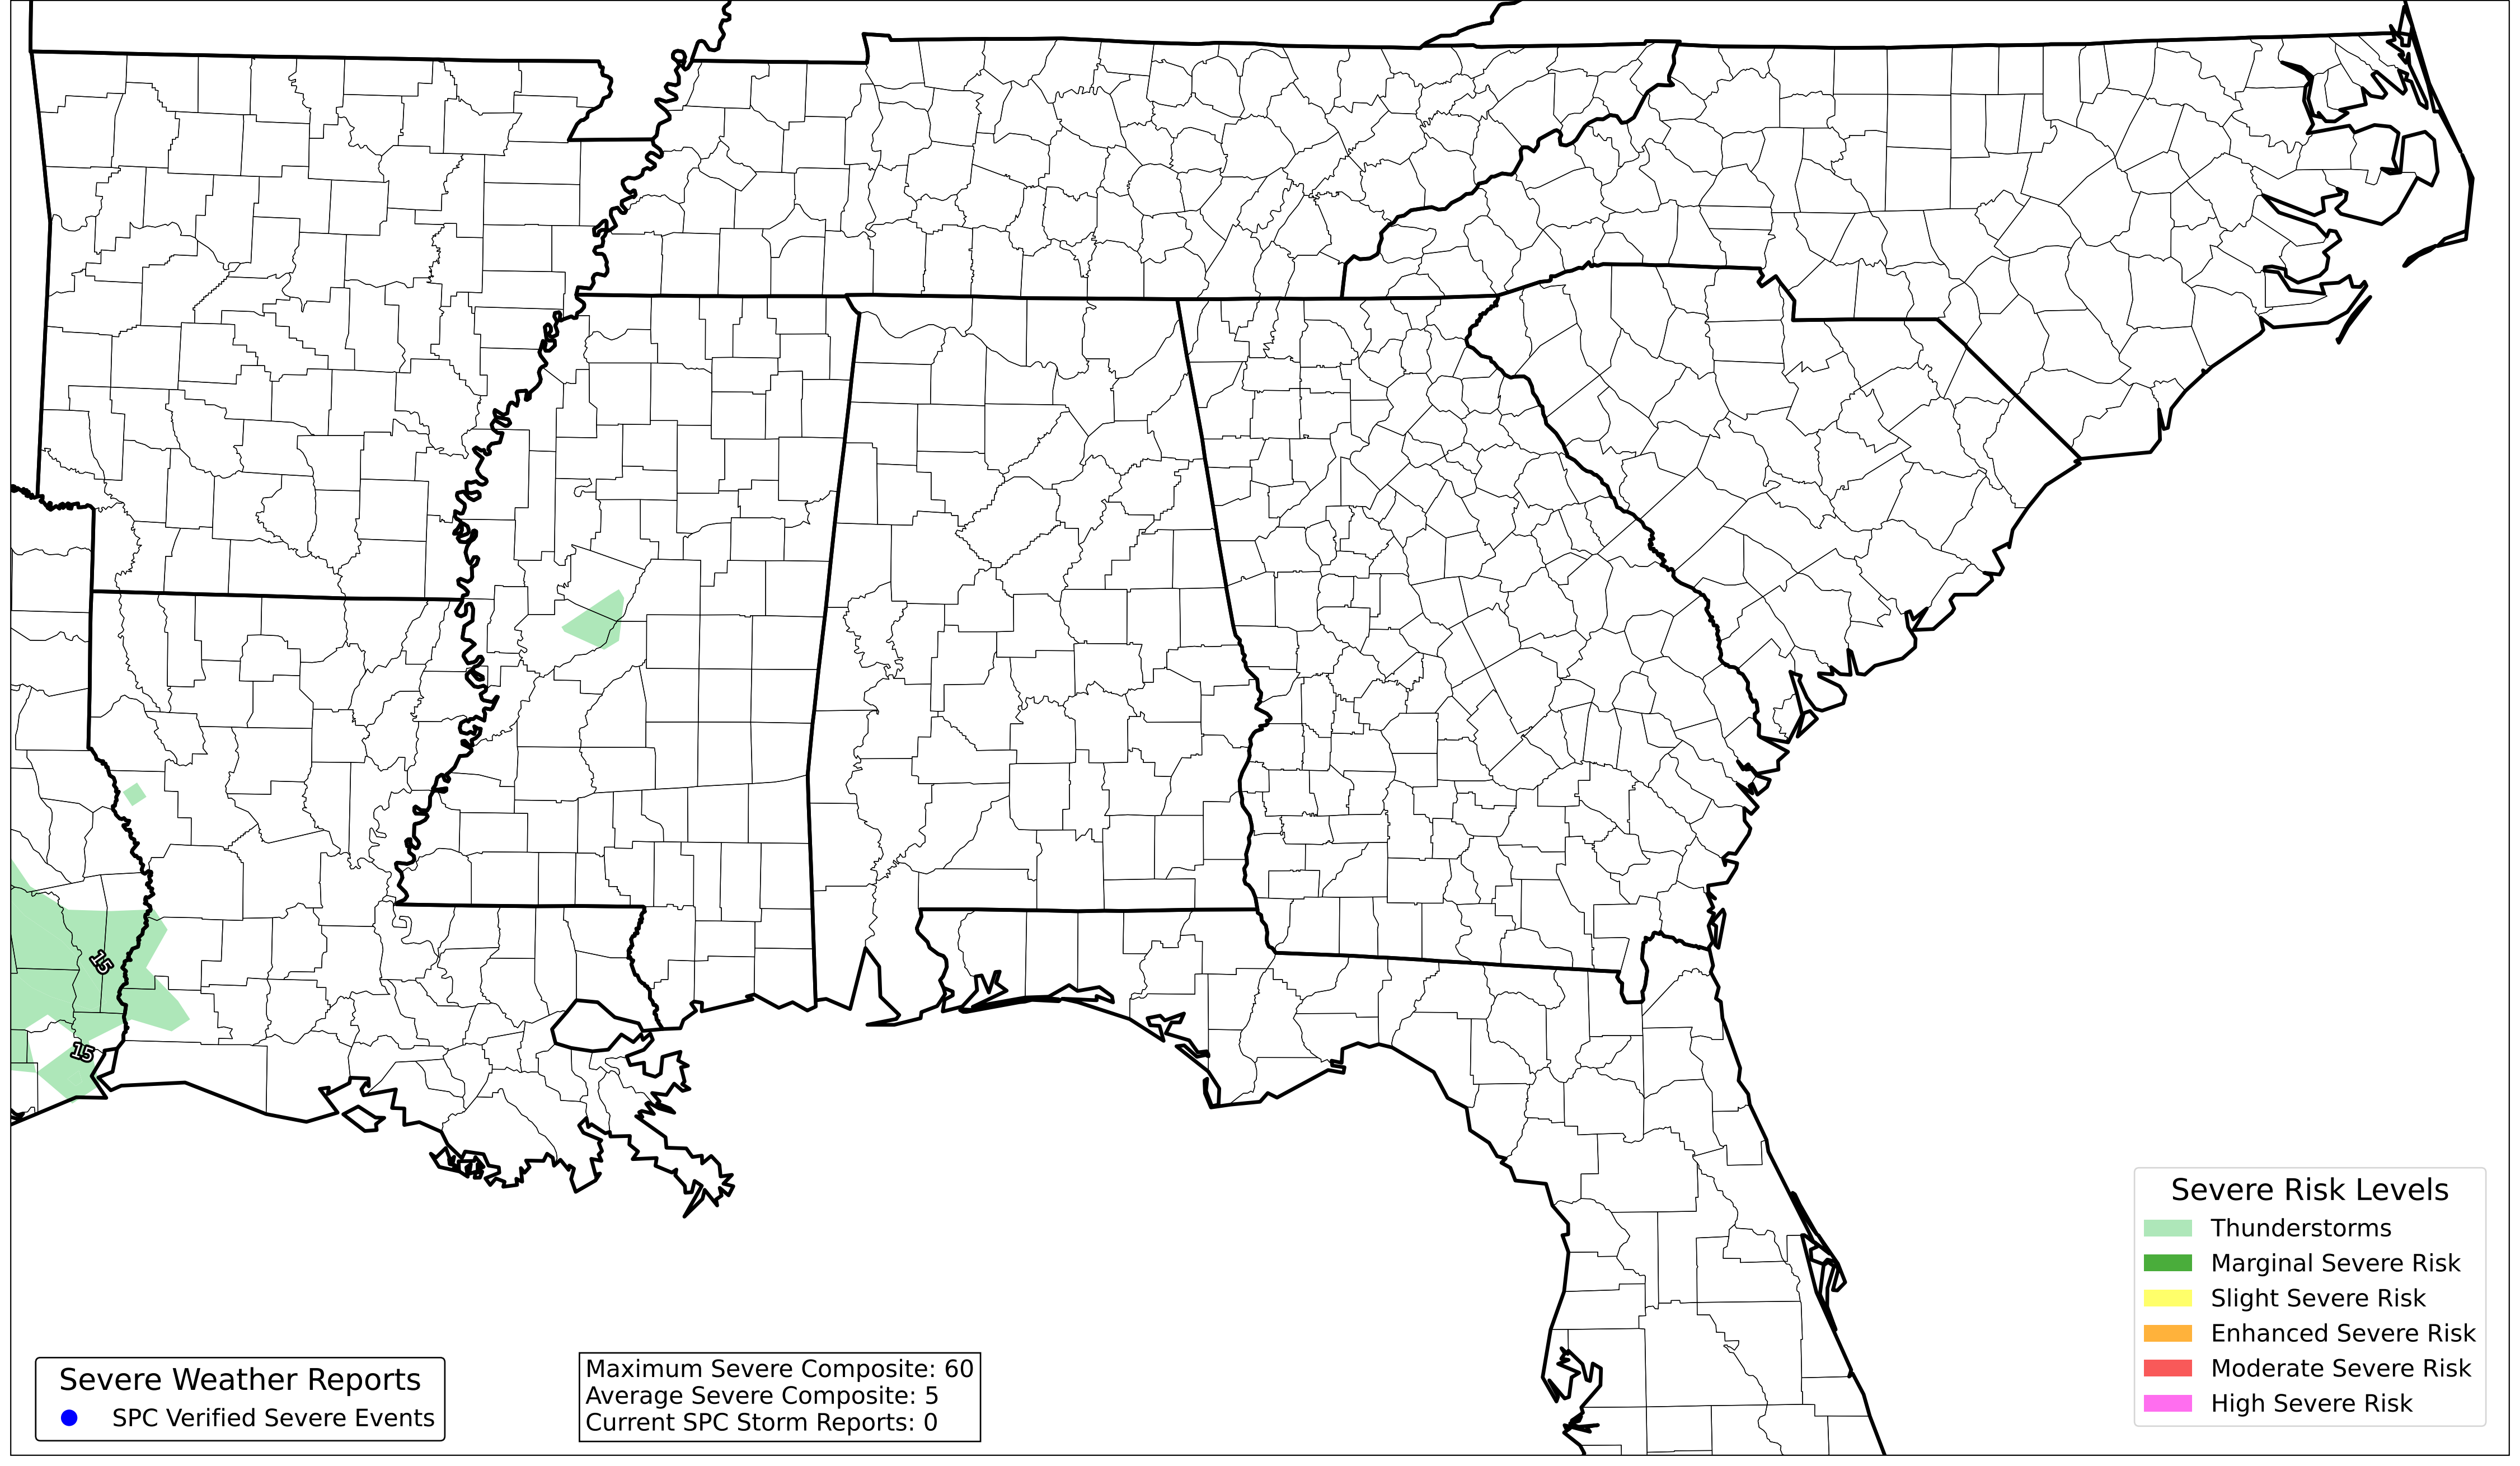 15
15
Severe Risk Levels
Thunderstorms
Marginal Severe Risk
Slight Severe Risk
Enhanced Severe Risk
Moderate Severe Risk
High Severe Risk
Severe Weather Reports
SPC Verified Severe Events
Maximum Severe Composite: 60
Average Severe Composite: 5
Current SPC Storm Reports: 0